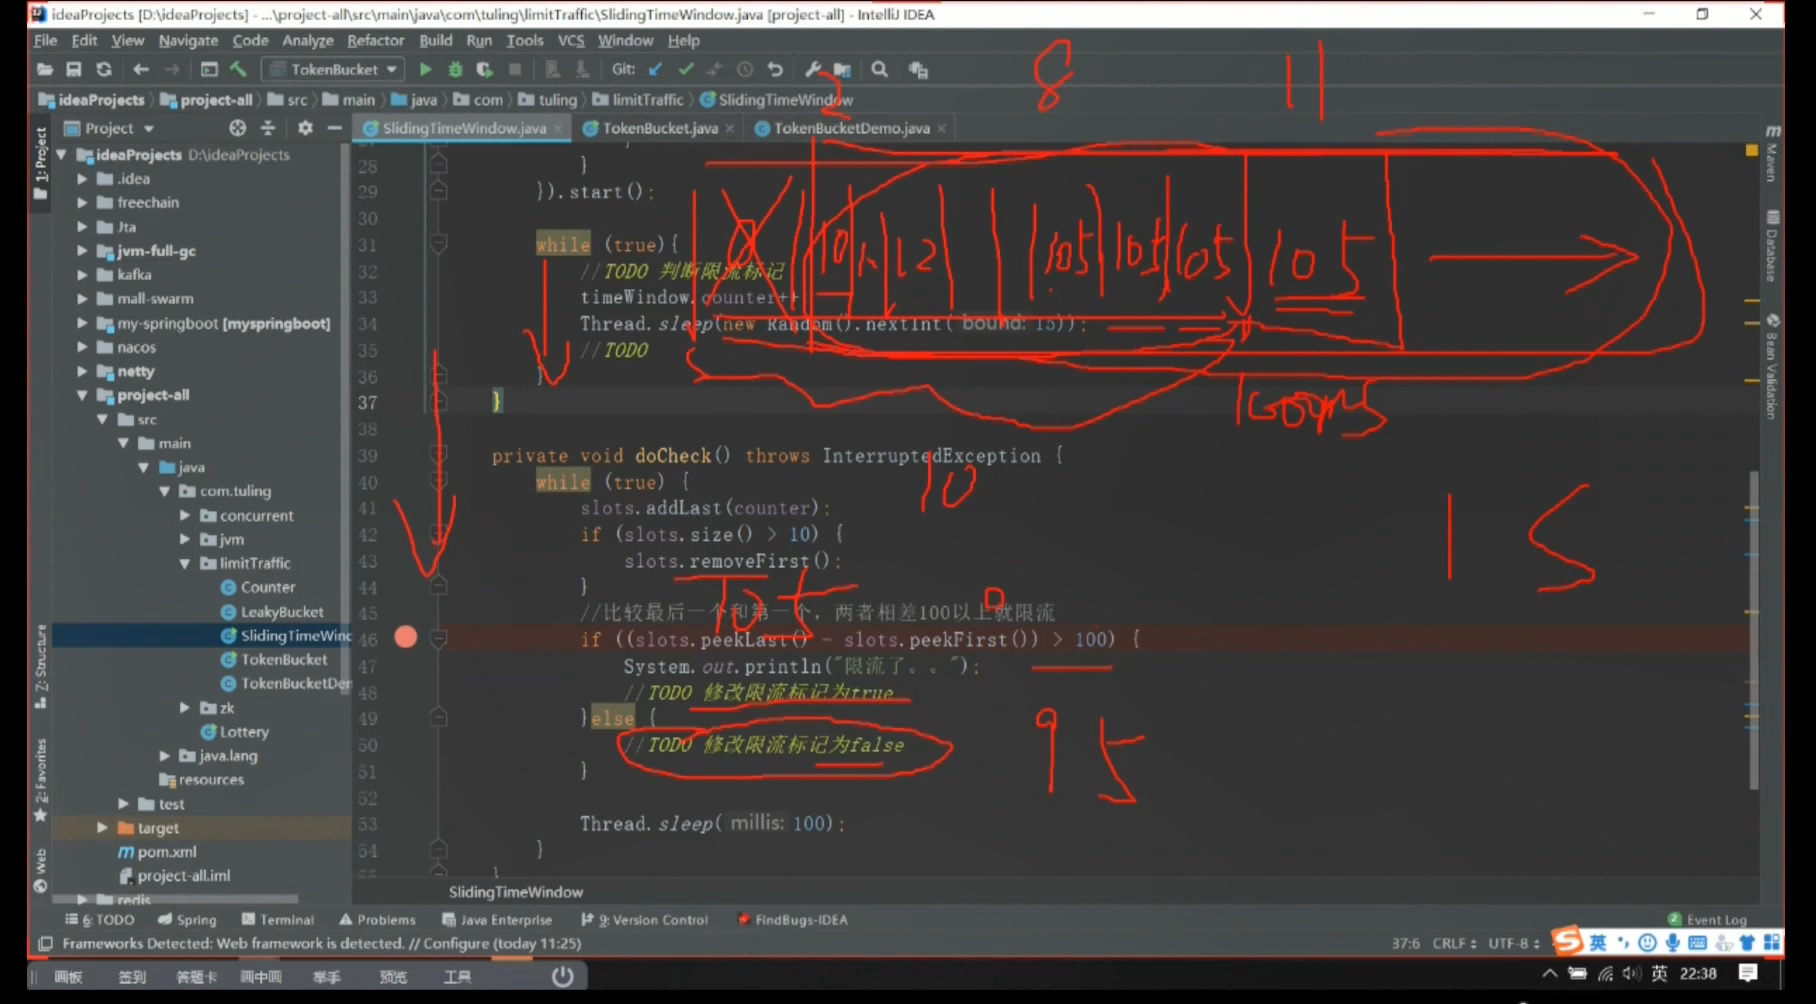 ideaProjects [D:\ideaProjects] - ...\project-all\src\main\java\com\tuling\limitTraffic\SlidingTimeWindow.java [project-all] - IntelliJ IDEA
File Edit View Navigate Code Analyze Refactor Build Run Tools VCS Window Help
TokenBucket Git:
2 8 11
ideaProjects project-all src main java com tuling limitTraffic SlidingTimeWindow
Project SlidingTimeWindow.java TokenBucket.java TokenBucketDemo.java
1: Project
Maven
Database
Bean Validation
ideaProjects D:\ideaProjects
.idea
freechain
Jta
jvm-full-gc
kafka
mall-swarm
my-springboot [myspringboot]
nacos
netty
project-all
src
main
java
com.tuling
concurrent
jvm
limitTraffic
Counter
LeakyBucket
SlidingTimeWinc
TokenBucket
TokenBucketDer
zk
Lottery
java.lang
resources
test
target
pom.xml
project-all.iml
redis
7: Structure
2: Favorites
Web
28 }
29 }).start();
30
31 while (true){
32 //TODO 判断限流标记
33 timeWindow.counter++
34 Thread.sleep(new Random().nextInt( bound: 15));
35 //TODO
36 }
37 }
38
39 private void doCheck() throws InterruptedException {
40 while (true) {
41 slots.addLast(counter);
42 if (slots.size() > 10) {
43 slots.removeFirst();
44 }
45 //比较最后一个和第一个，两者相差100以上就限流
46 if ((slots.peekLast() - slots.peekFirst()) > 100) {
47 System.out.println("限流了。。");
48 //TODO 修改限流标记为true
49 }else {
50 //TODO 修改限流标记为false
51 }
52
53 Thread.sleep( millis: 100);
54 }
55 }
0 10 12 105 105 105 105
10
1 S
105 0
95
SlidingTimeWindow
6: TODO Spring Terminal Problems Java Enterprise 9: Version Control FindBugs-IDEA 2 Event Log
Frameworks Detected: Web framework is detected. // Configure (today 11:25) 37:6 CRLF UTF-8 英
画板 签到 答题卡 画中画 举手 预览 工具 英 22:38